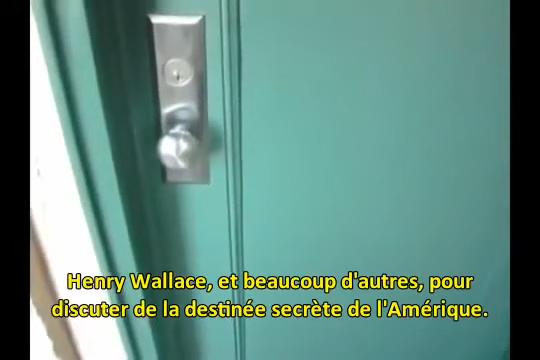 Henry Wallace, et beaucoup d'autres, pour
discuter de la destinée secrète de l'Amérique.